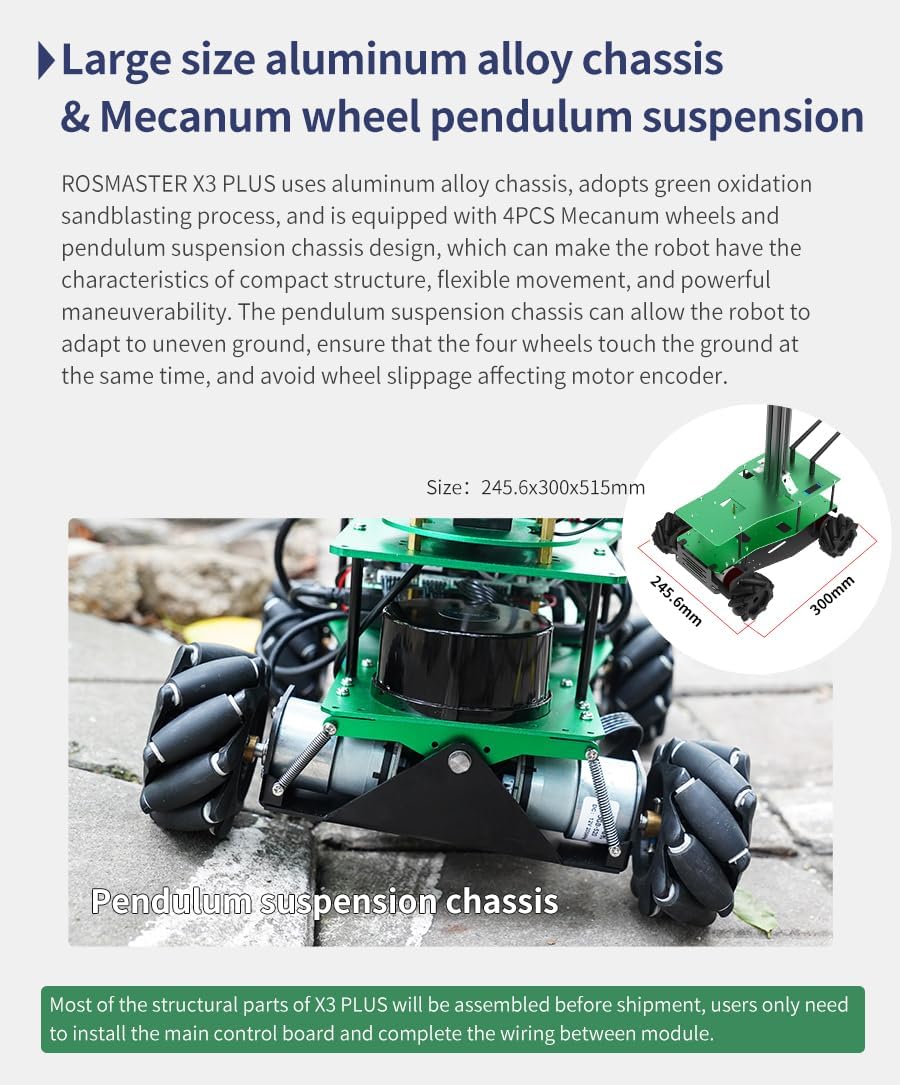 Large size aluminum alloy chassis
& Mecanum wheel pendulum suspension
ROSMASTER X3 PLUS uses aluminum alloy chassis, adopts green oxidation
sandblasting process, and is equipped with 4PCS Mecanum wheels and
pendulum suspension chassis design, which can make the robot have the
characteristics of compact structure, flexible movement, and powerful
maneuverability. The pendulum suspension chassis can allow the robot to
adapt to uneven ground, ensure that the four wheels touch the ground at
the same time, and avoid wheel slippage affecting motor encoder.
Size: 245.6x300x515mm
245.6mm
300mm
Pendulum suspension chassis
Most of the structural parts of X3 PLUS will be assembled before shipment, users only need
to install the main control board and complete the wiring between module.